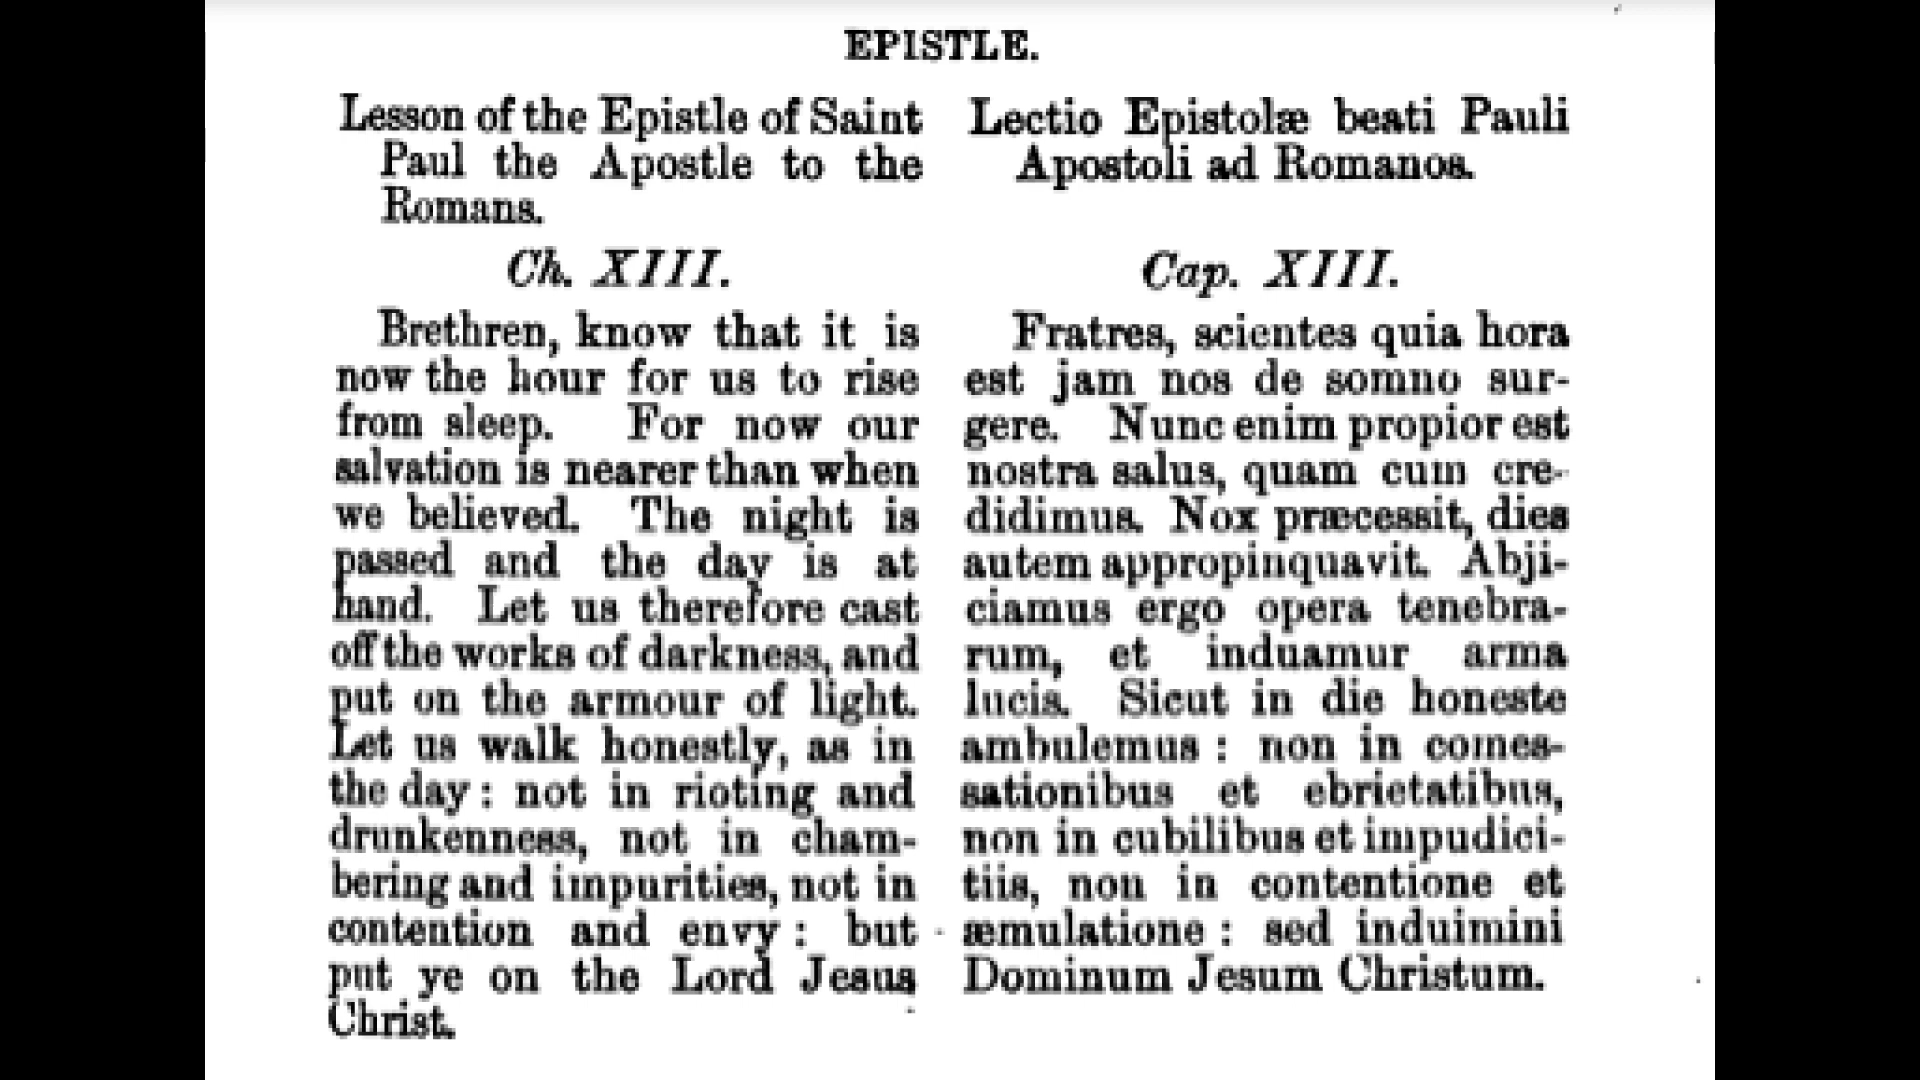 EPISTLE.
Lesson of the Epistle of Saint
Paul the Apostle to the
Romans.
Ch. XIII.
Brethren, know that it is
now the hour for us to rise
from sleep. For now our
salvation is nearer than when
we believed. The night is
passed and the day is at
hand. Let us therefore cast
off the works of darkness, and
put on the armour of light.
Let us walk honestly, as in
the day : not in rioting and
drunkenness, not in cham-
bering and impurities, not in
contention and envy : but
put ye on the Lord Jesus
Christ.
Lectio Epistolæ beati Pauli
Apostoli ad Romanos.
Cap. XIII.
Fratres, scientes quia hora
est jam nos de somno sur-
gere. Nunc enim propior est
nostra salus, quam cum cre-
didimus. Nox præcessit, dies
autem appropinquavit. Abji-
ciamus ergo opera tenebra-
rum, et induamur arma
lucis. Sicut in die honeste
ambulemus : non in comes-
sationibus et ebrietatibus,
non in cubilibus et impudici-
tiis, non in contentione et
æmulatione : sed induimini
Dominum Jesum Christum.